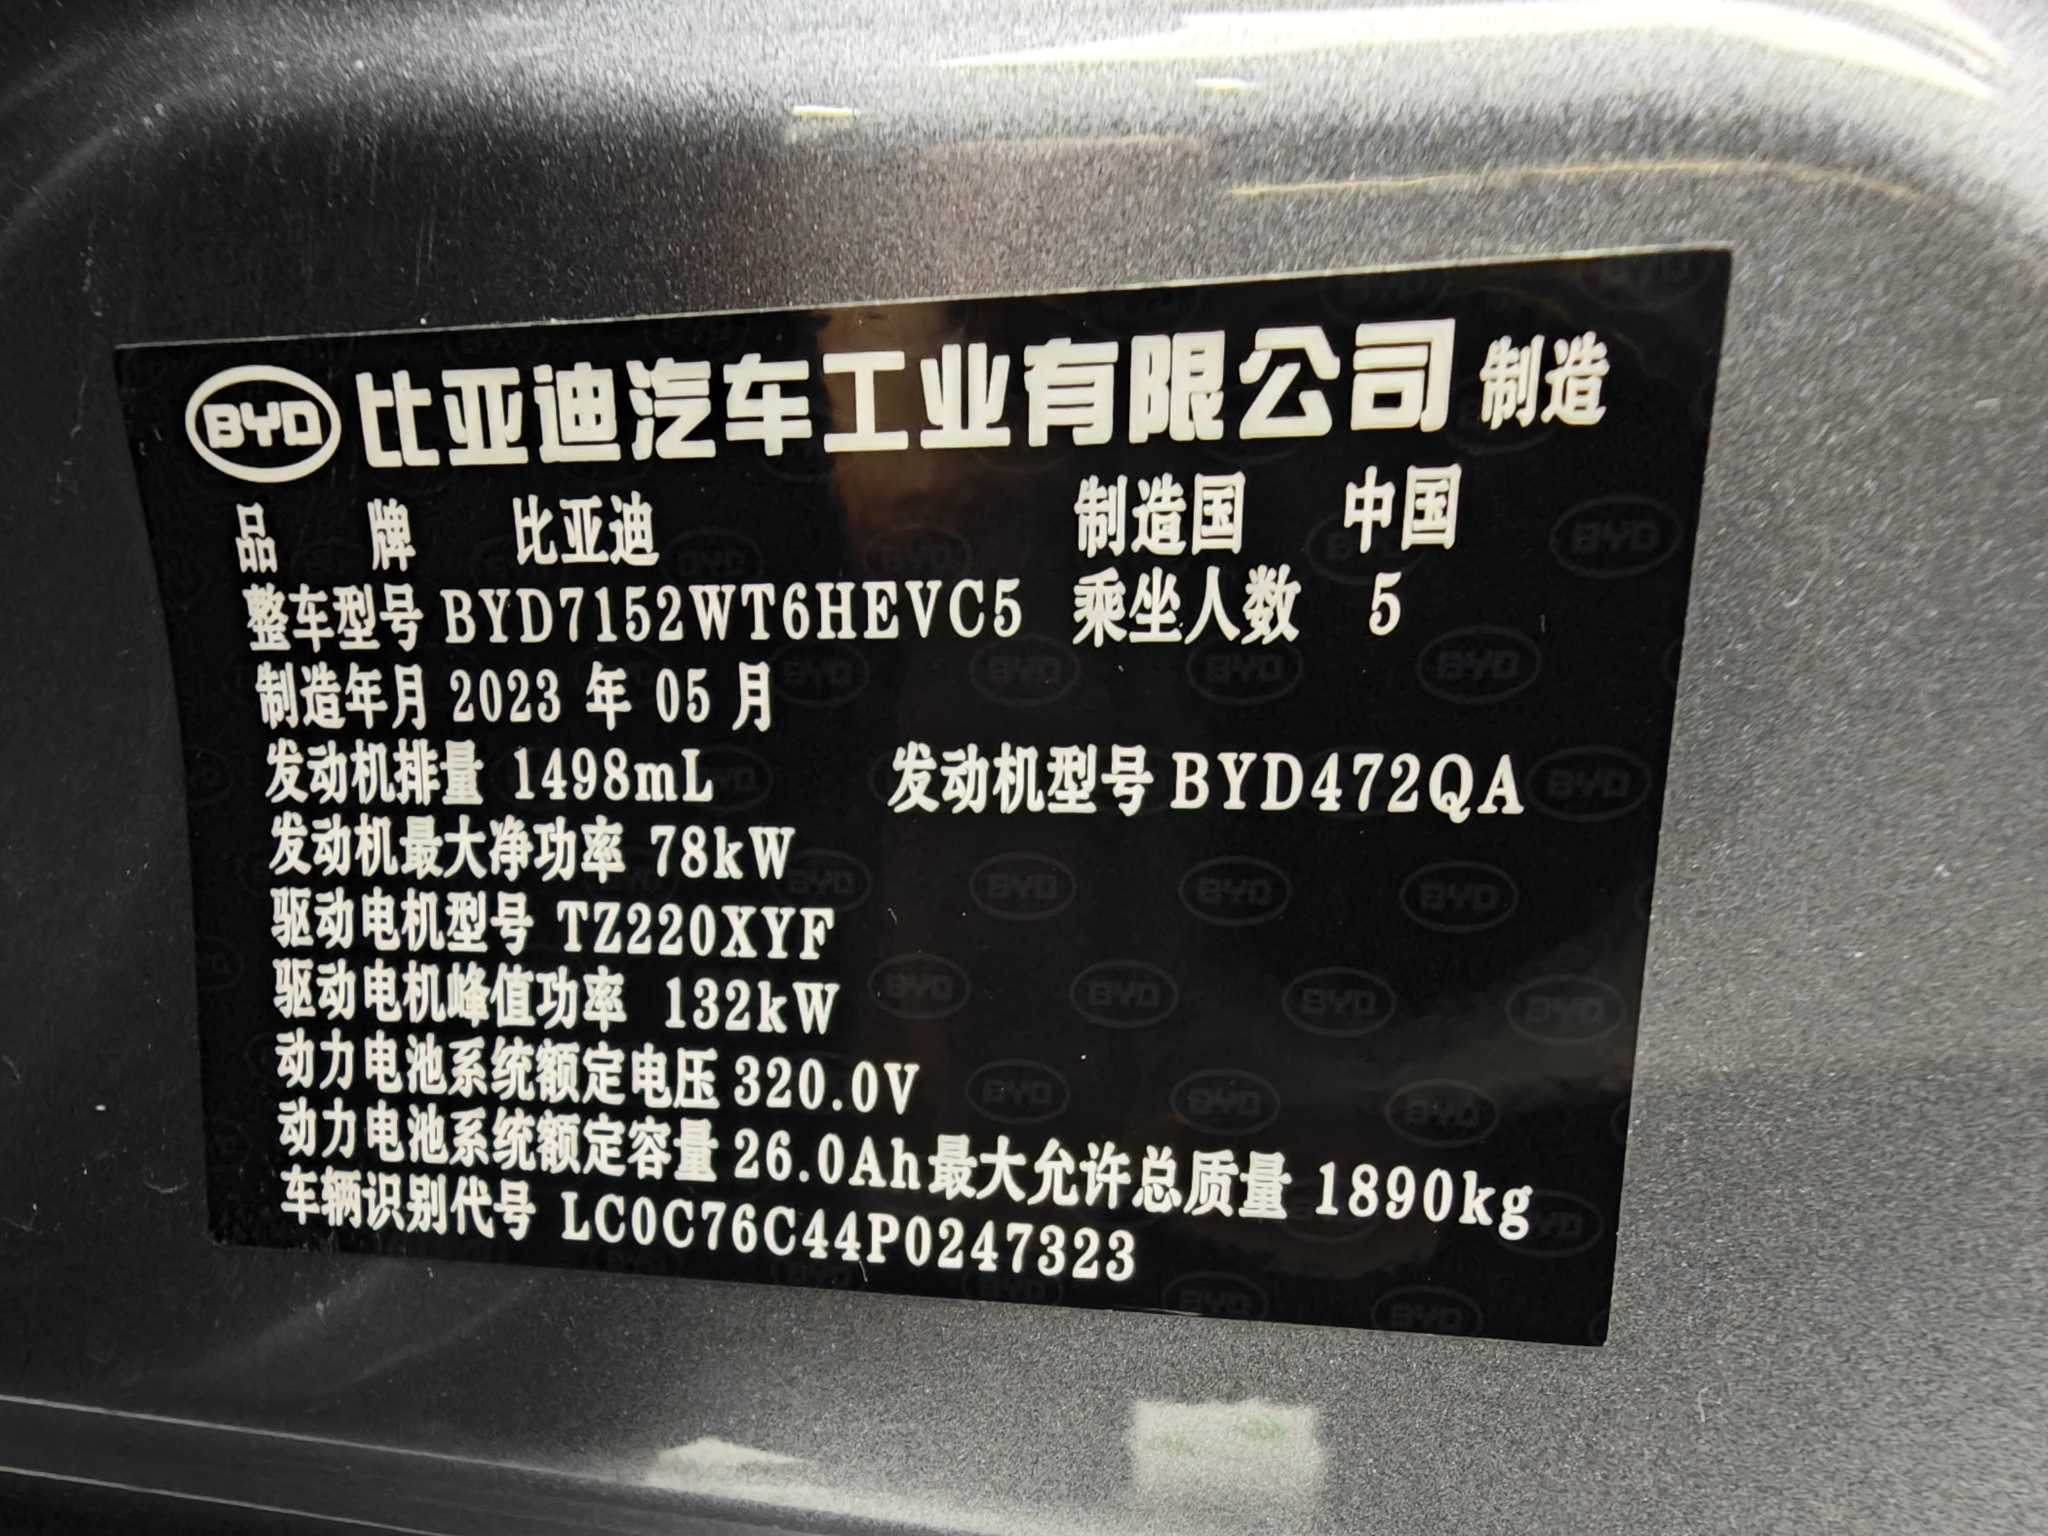 BYD 比亚迪汽车工业有限公司 制造
品 牌 比亚迪 制造国 中国
整车型号 BYD7152WT6HEVC5 乘坐人数 5
制造年月 2023 年 05 月
发动机排量 1498mL 发动机型号 BYD472QA
发动机最大净功率 78kW
驱动电机型号 TZ220XYF
驱动电机峰值功率 132kW
动力电池系统额定电压 320.0V
动力电池系统额定容量 26.0Ah 最大允许总质量 1890kg
车辆识别代号 LC0C76C44P0247323